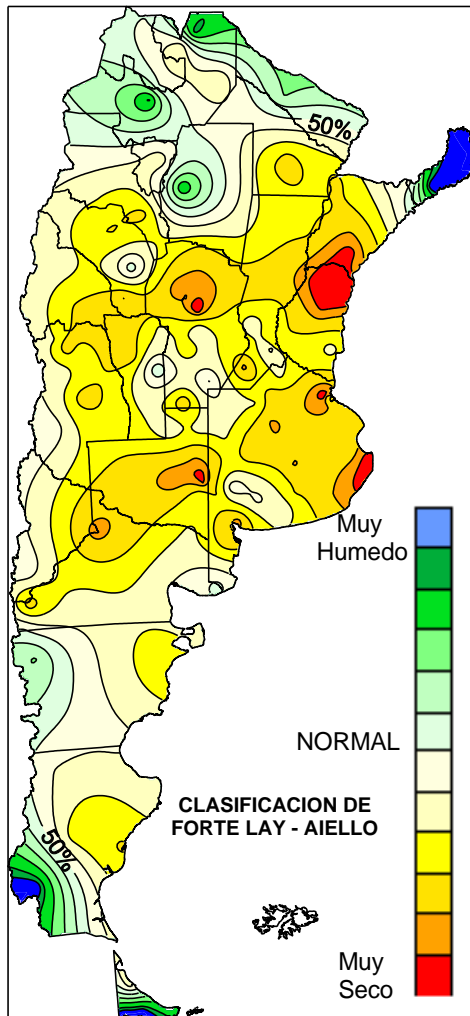 50%
Muy
Humedo
NORMAL
CLASIFICACION DE
FORTE LAY - AIELLO
50%
Muy
Seco